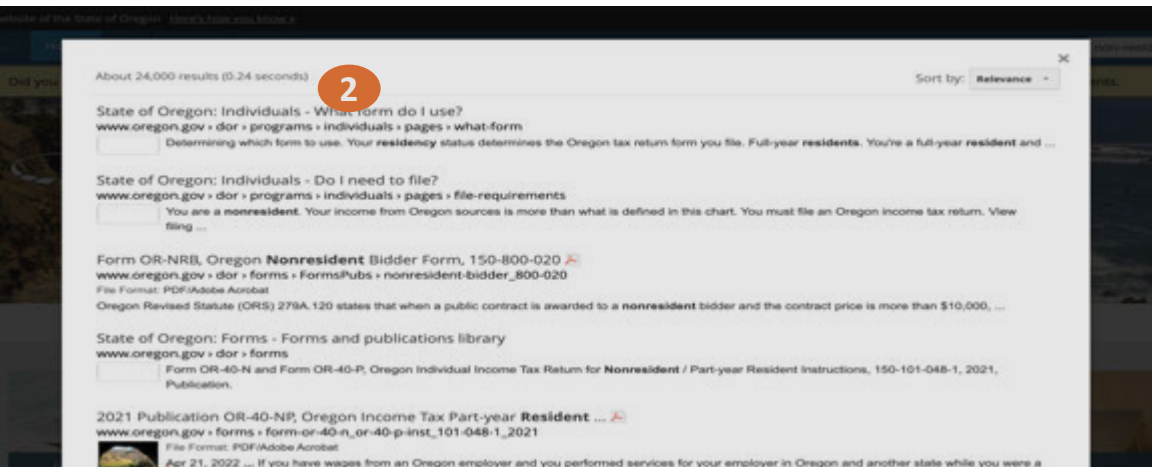 website of the State of Oregon Here's how you know »
Did you
About 24,000 results (0.24 seconds)
2
Sort by: Relevance
State of Oregon: Individuals - What form do I use?
www.oregon.gov › dor › programs › individuals › pages › what-form
Determining which form to use. Your residency status determines the Oregon tax return form you file. Full-year residents. You're a full-year resident and ...
State of Oregon: Individuals - Do I need to file?
www.oregon.gov › dor › programs › individuals › pages › file-requirements
You are a nonresident. Your income from Oregon sources is more than what is defined in this chart. You must file an Oregon income tax return. View
filing ...
Form OR-NRB, Oregon Nonresident Bidder Form, 150-800-020
www.oregon.gov › dor › forms › FormsPubs › nonresident-bidder_800-020
File Format: PDF/Adobe Acrobat
Oregon Revised Statute (ORS) 279A.120 states that when a public contract is awarded to a nonresident bidder and the contract price is more than $10,000, ...
State of Oregon: Forms - Forms and publications library
www.oregon.gov › dor › forms
Form OR-40-N and Form OR-40-P, Oregon Individual Income Tax Return for Nonresident / Part-year Resident Instructions, 150-101-048-1, 2021,
Publication.
2021 Publication OR-40-NP, Oregon Income Tax Part-year Resident ...
www.oregon.gov › forms › form-or-40-n_or-40-p-inst_101-048-1_2021
File Format: PDF/Adobe Acrobat
Apr 21, 2022 ... If you have wages from an Oregon employer and you performed services for your employer in Oregon and another state while you were a